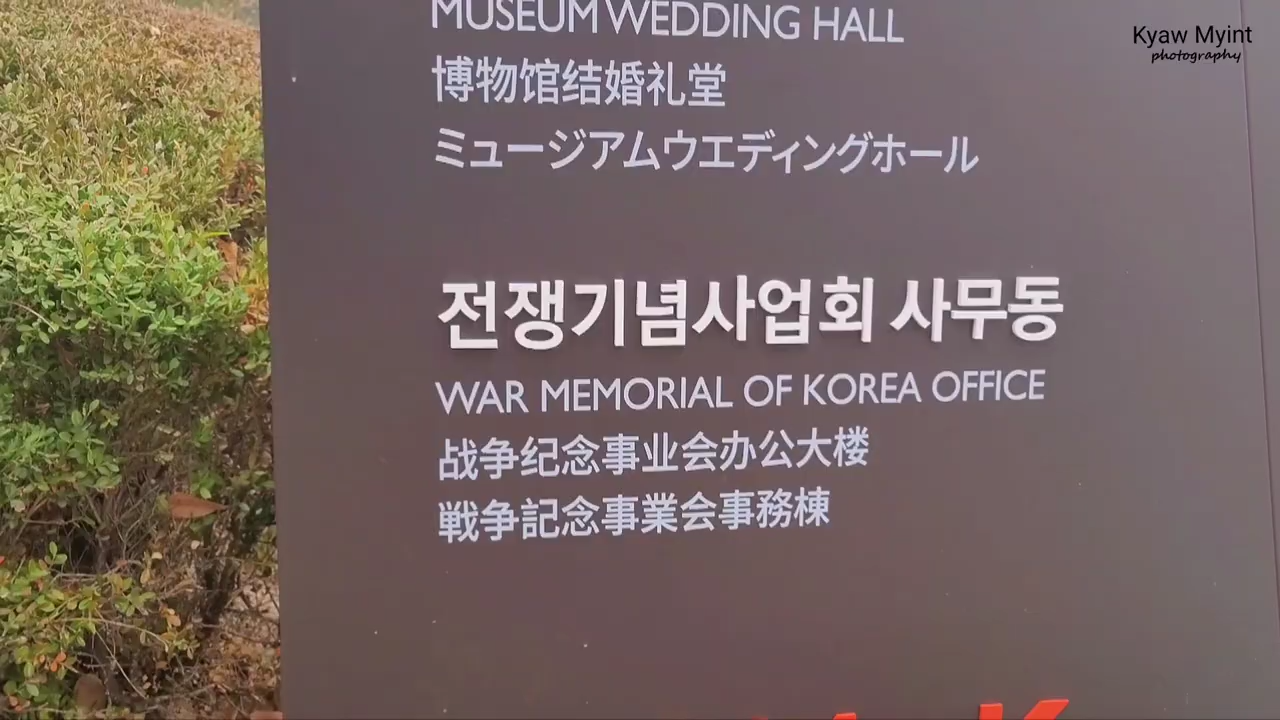 MUSEUM WEDDING HALL
博物馆结婚礼堂
ミュージアムウエディングホール
전쟁기념사업회 사무동
WAR MEMORIAL OF KOREA OFFICE
战争纪念事业会办公大楼
戦争記念事業会事務棟
Kyaw Myint
photography